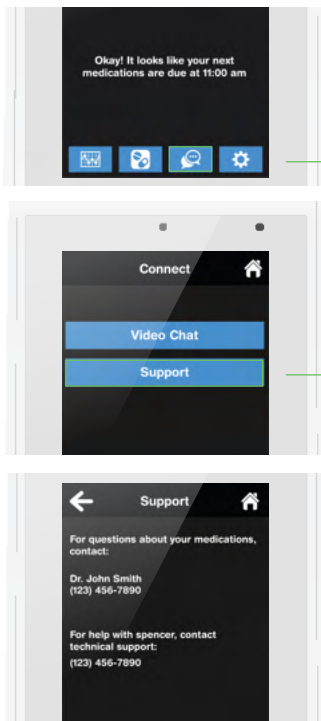 Okay! It looks like your next
medications are due at 11:00 am
Connect
Video Chat
Support
Support
For questions about your medications,
contact:
Dr. John Smith
(123) 456-7890
For help with spencer, contact
technical support:
(123) 456-7890